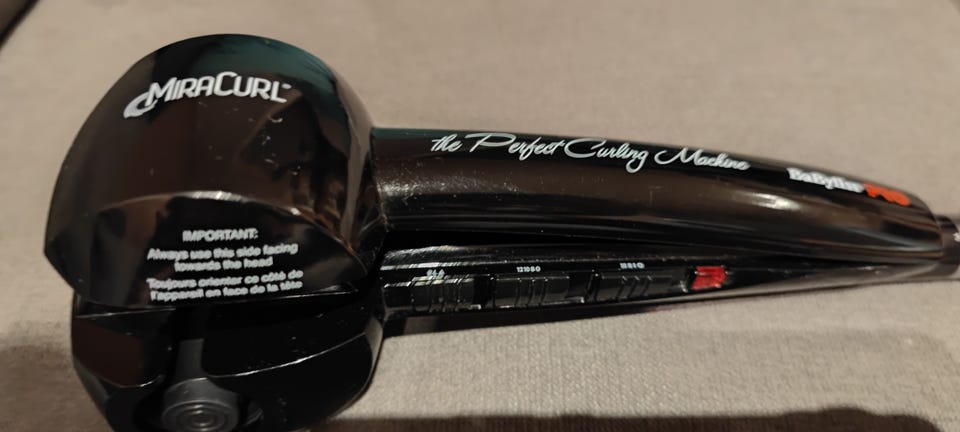 MIRACURL™
the Perfect Curling Machine
BaByliss PRO
IMPORTANT:
Always use this side facing
towards the head
Toujours orienter ce côté de
l'appareil en face de la tête